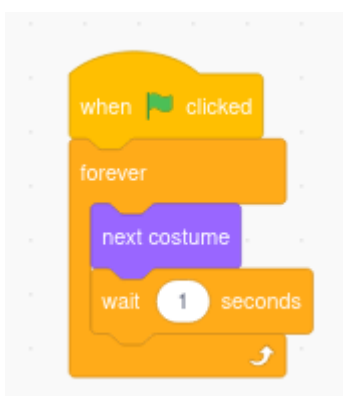 when clicked
forever
next costume
wait 1 seconds